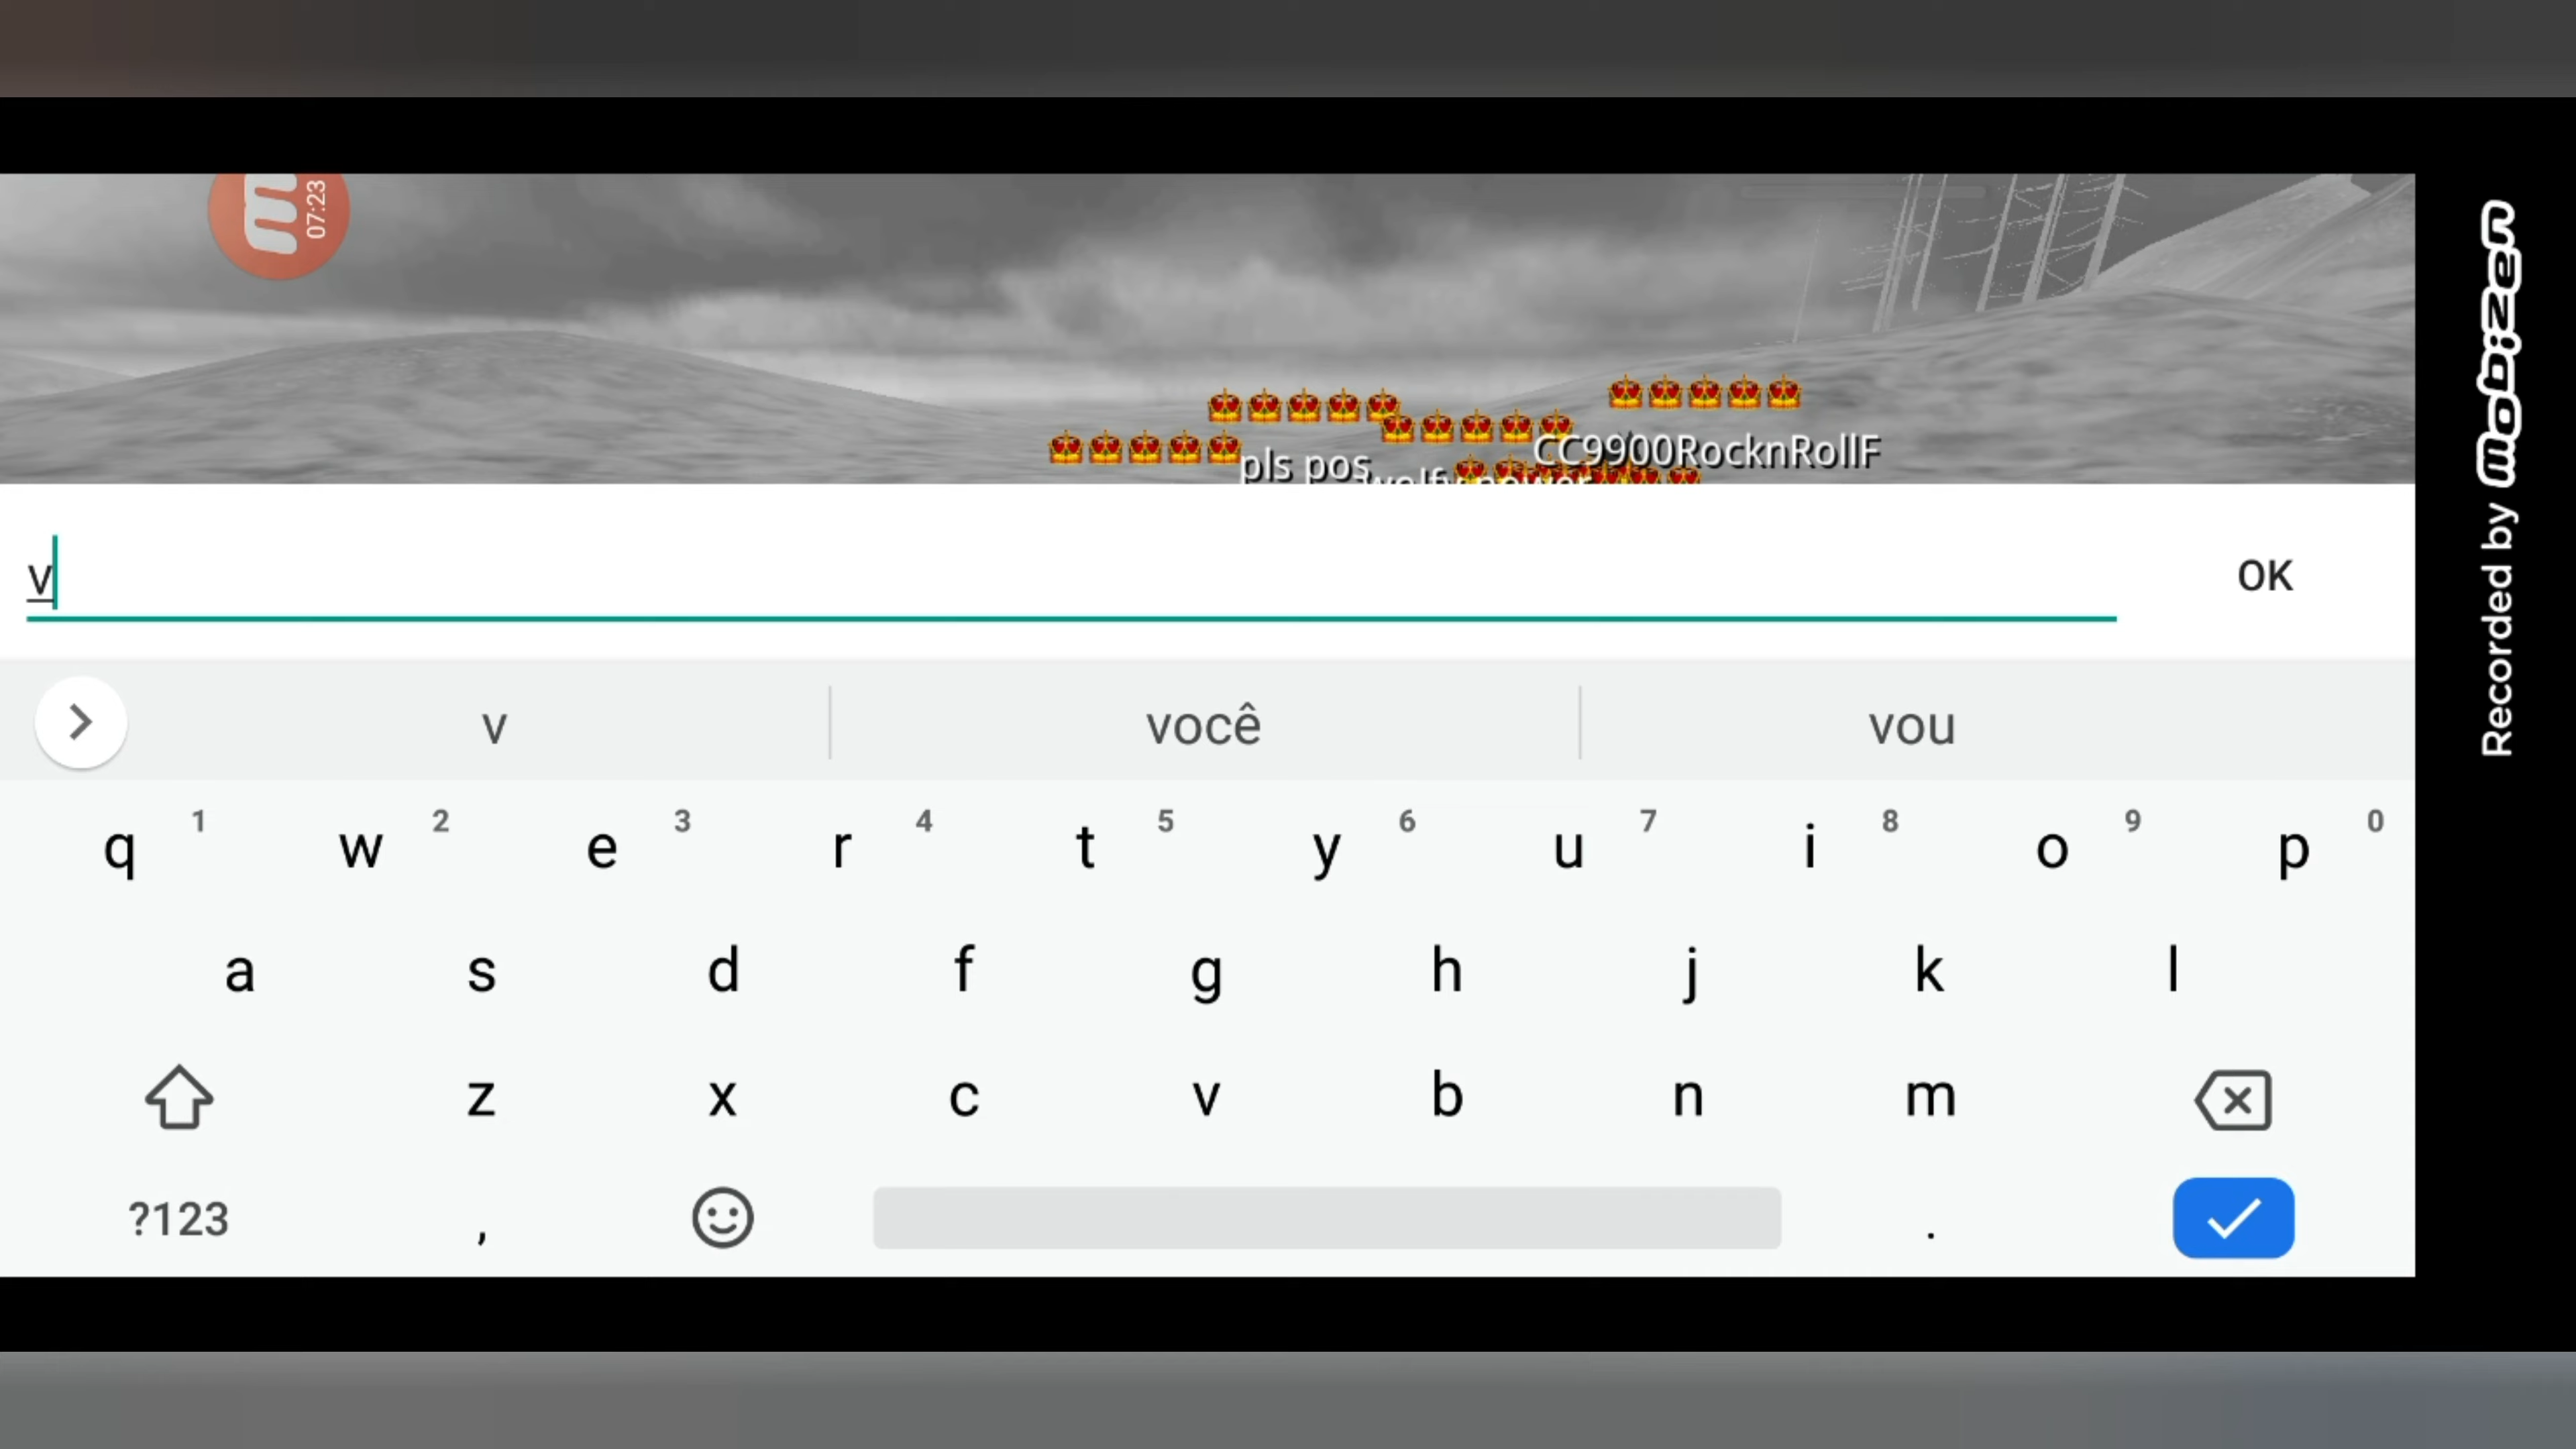 07:23
CC9900RocknRollF
pls pos
Recorded by mobizen
v
OK
v você vou
q 1 w 2 e 3 r 4 t 5 y 6 u 7 i 8 o 9 p 0
a s d f g h j k l
z x c v b n m
?123 , .